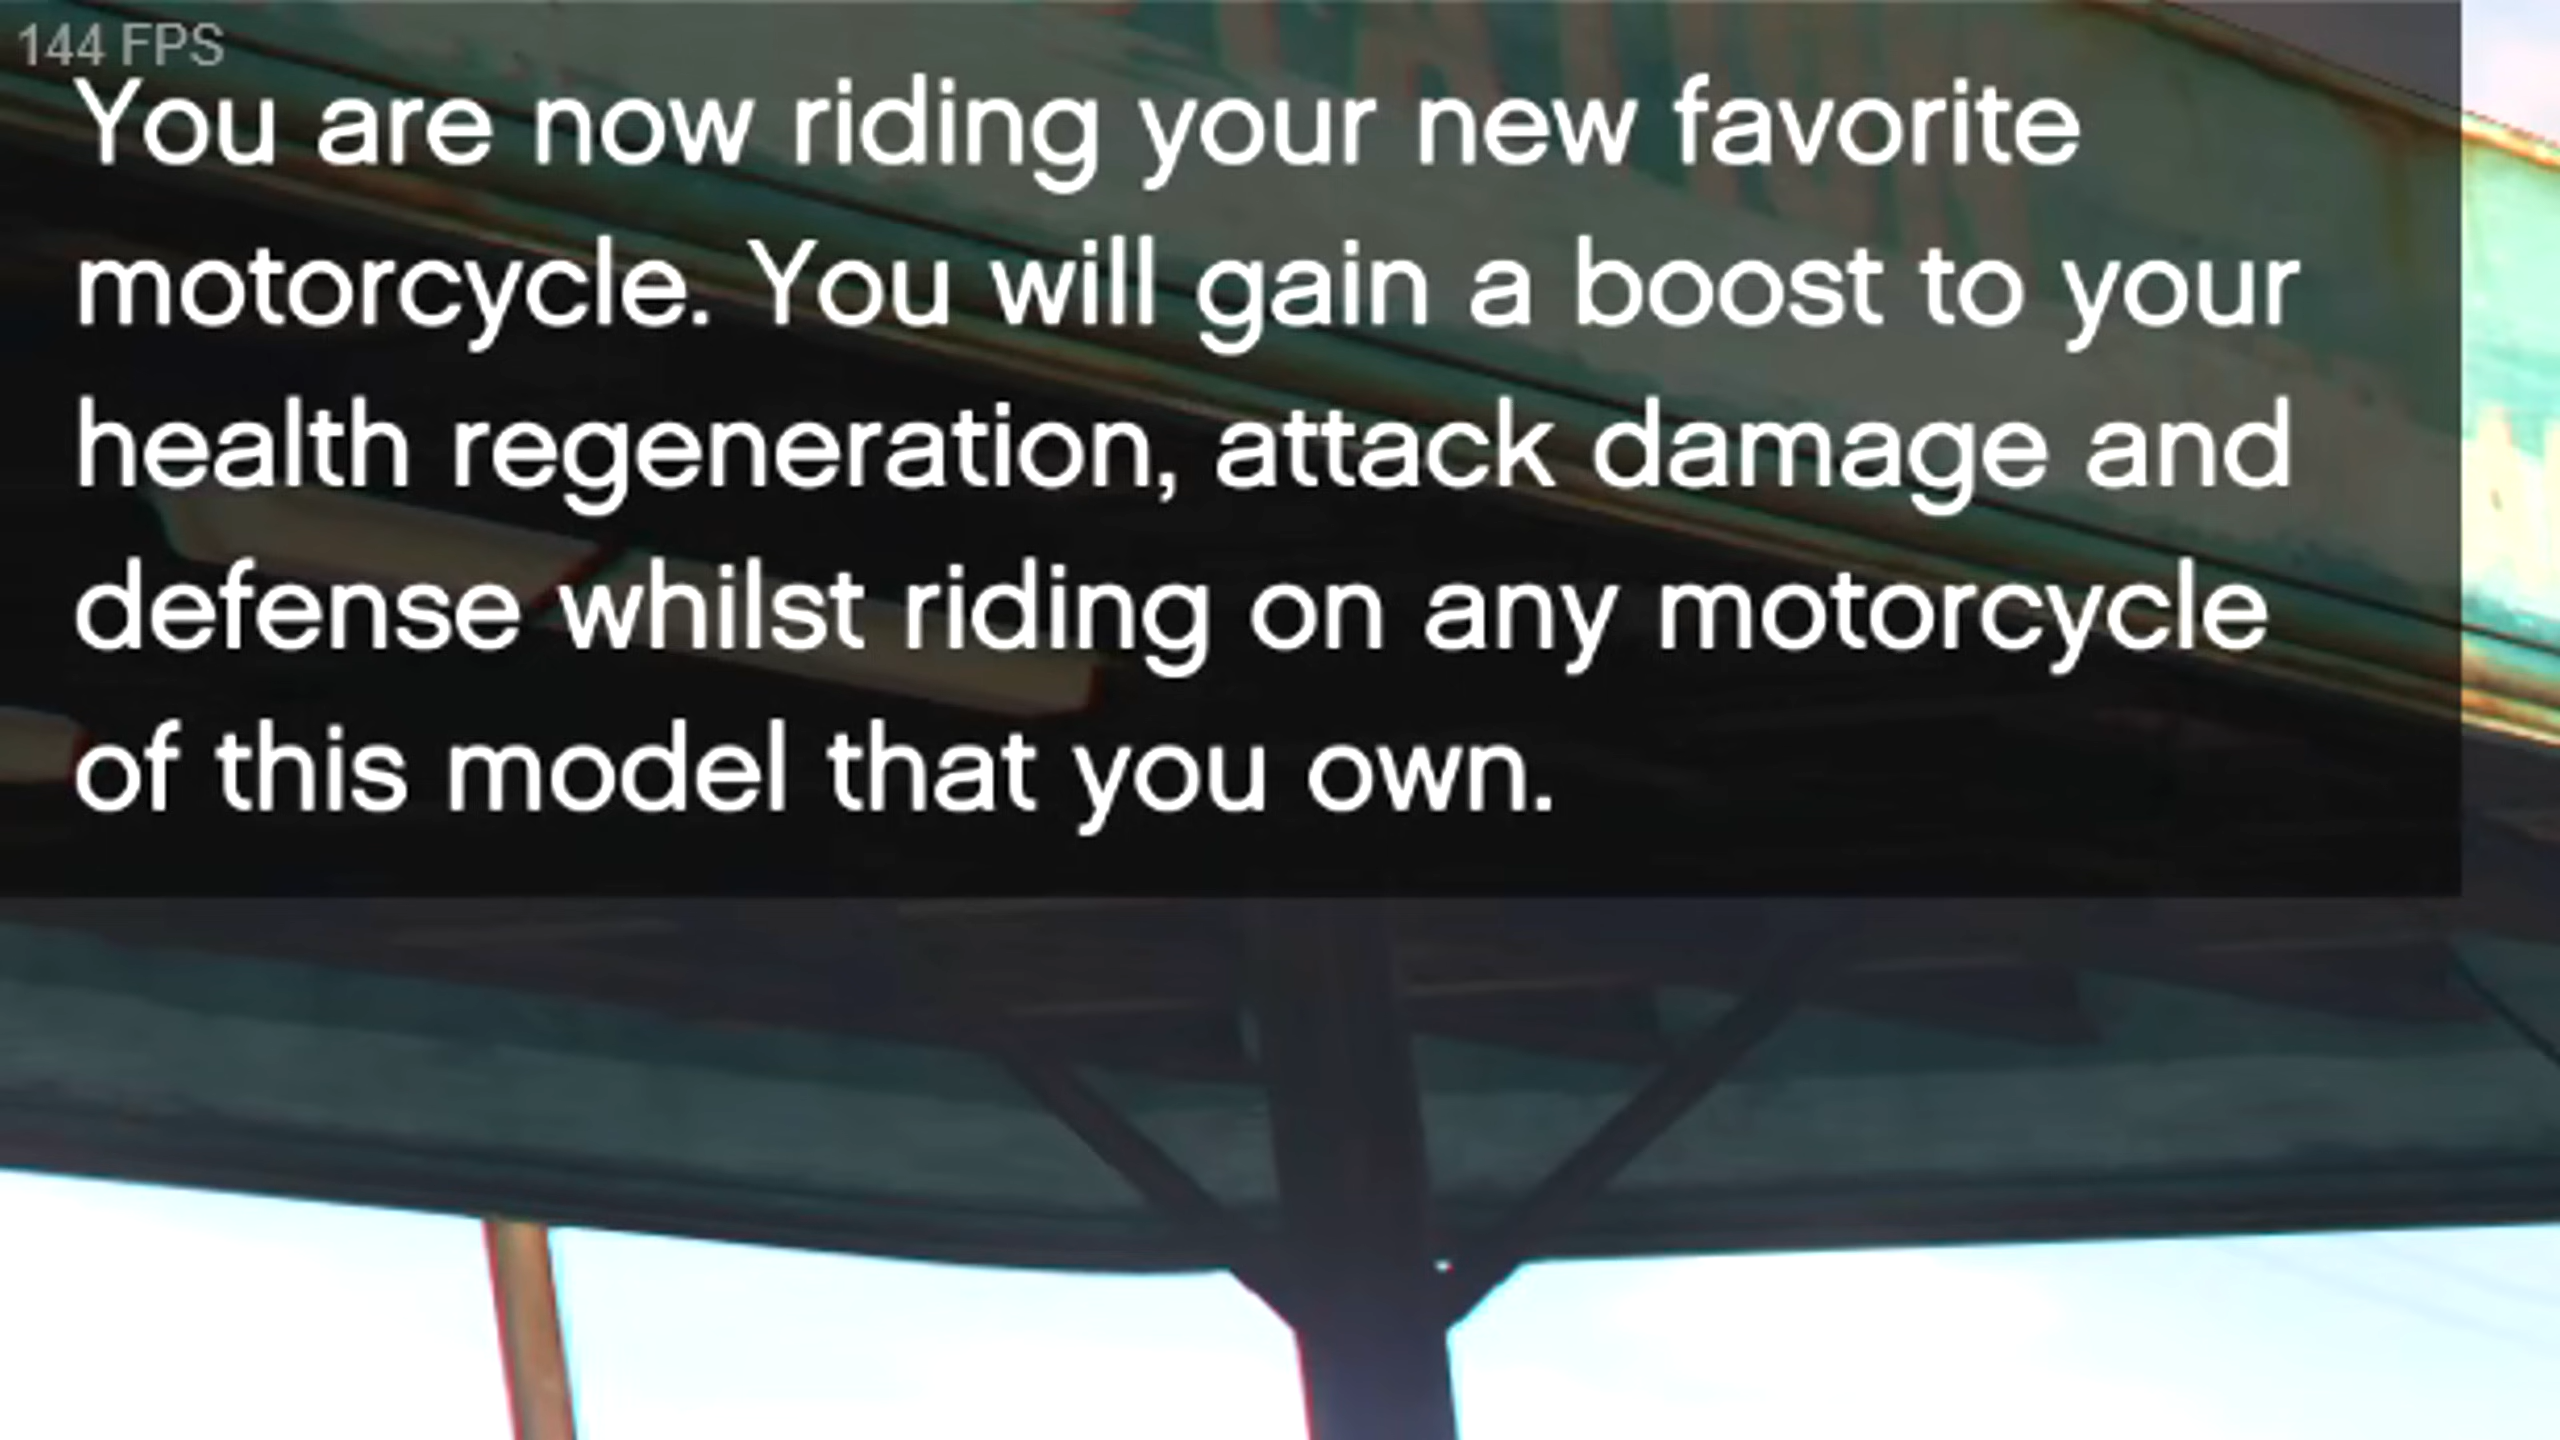 144 FPS
You are now riding your new favorite
motorcycle. You will gain a boost to your
health regeneration, attack damage and
defense whilst riding on any motorcycle
of this model that you own.